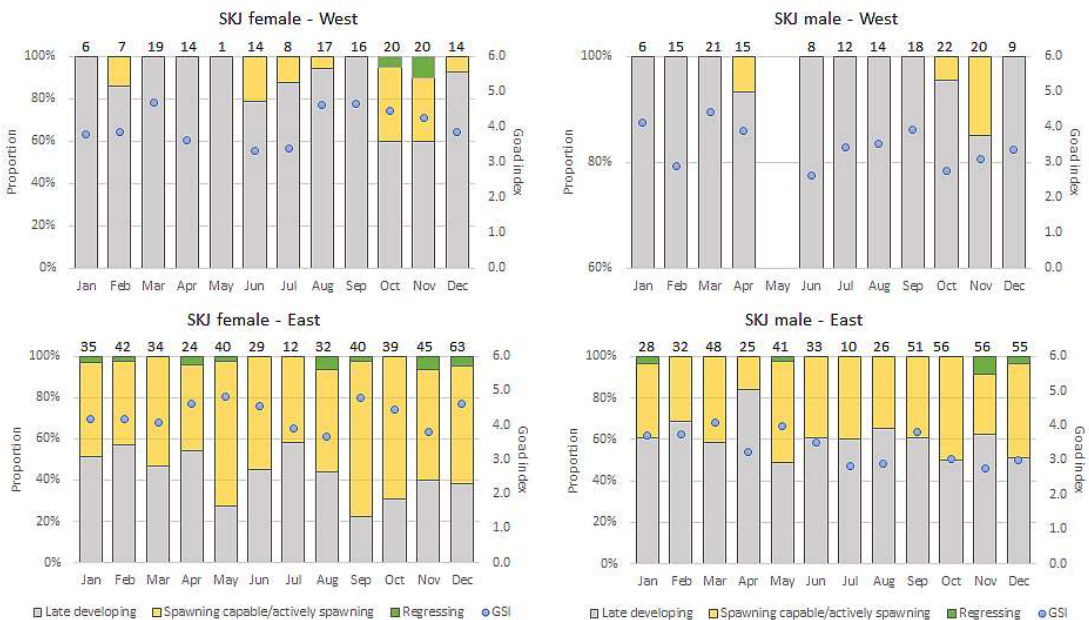 SKJ female - West
6 7 19 14 1 14 8 17 16 20 20 14
100% 80% 60% 40% 20% 0%
Proportion
6.0 5.0 4.0 3.0 2.0 1.0 0.0
Goad index
Jan Feb Mar Apr May Jun Jul Aug Sep Oct Nov Dec
SKJ male - West
6 15 21 15 8 12 14 18 22 20 9
100% 80% 60%
Proportion
6.0 5.0 4.0 3.0 2.0 1.0 0.0
Goad index
Jan Feb Mar Apr May Jun Jul Aug Sep Oct Nov Dec
SKJ female - East
35 42 34 24 40 29 12 32 40 39 45 63
100% 80% 60% 40% 20% 0%
Proportion
6.0 5.0 4.0 3.0 2.0 1.0 0.0
Goad index
Jan Feb Mar Apr May Jun Jul Aug Sep Oct Nov Dec
Late developing Spawning capable/actively spawning Regressing GSI
SKJ male - East
28 32 48 25 41 33 10 26 51 56 56 55
100% 80% 60% 40% 20% 0%
Proportion
6.0 5.0 4.0 3.0 2.0 1.0 0.0
Goad index
Jan Feb Mar Apr May Jun Jul Aug Sep Oct Nov Dec
Late developing Spawning capable/actively spawning Regressing GSI